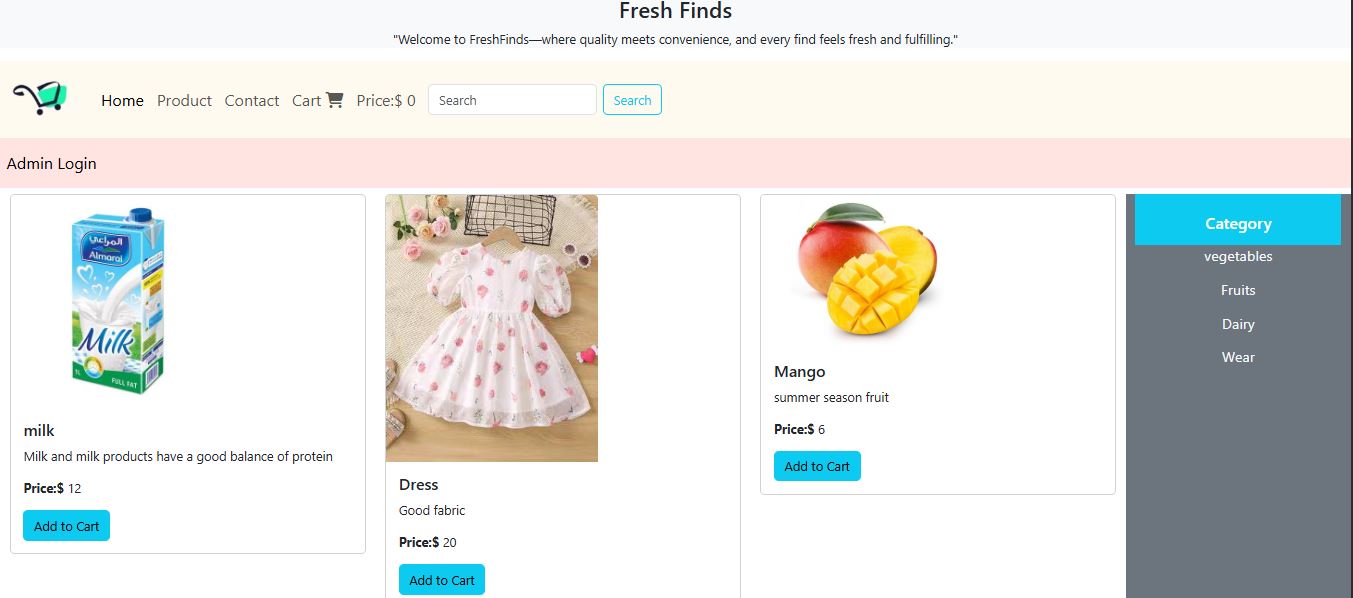 Fresh Finds
"Welcome to FreshFinds—where quality meets convenience, and every find feels fresh and fulfilling."
Home Product Contact Cart Price:$ 0 Search Search
Admin Login
المراعي
Almarai
Milk
1L
FULL FAT
milk
Milk and milk products have a good balance of protein
Price:$ 12
Add to Cart
Dress
Good fabric
Price:$ 20
Add to Cart
Mango
summer season fruit
Price:$ 6
Add to Cart
Category
vegetables
Fruits
Dairy
Wear